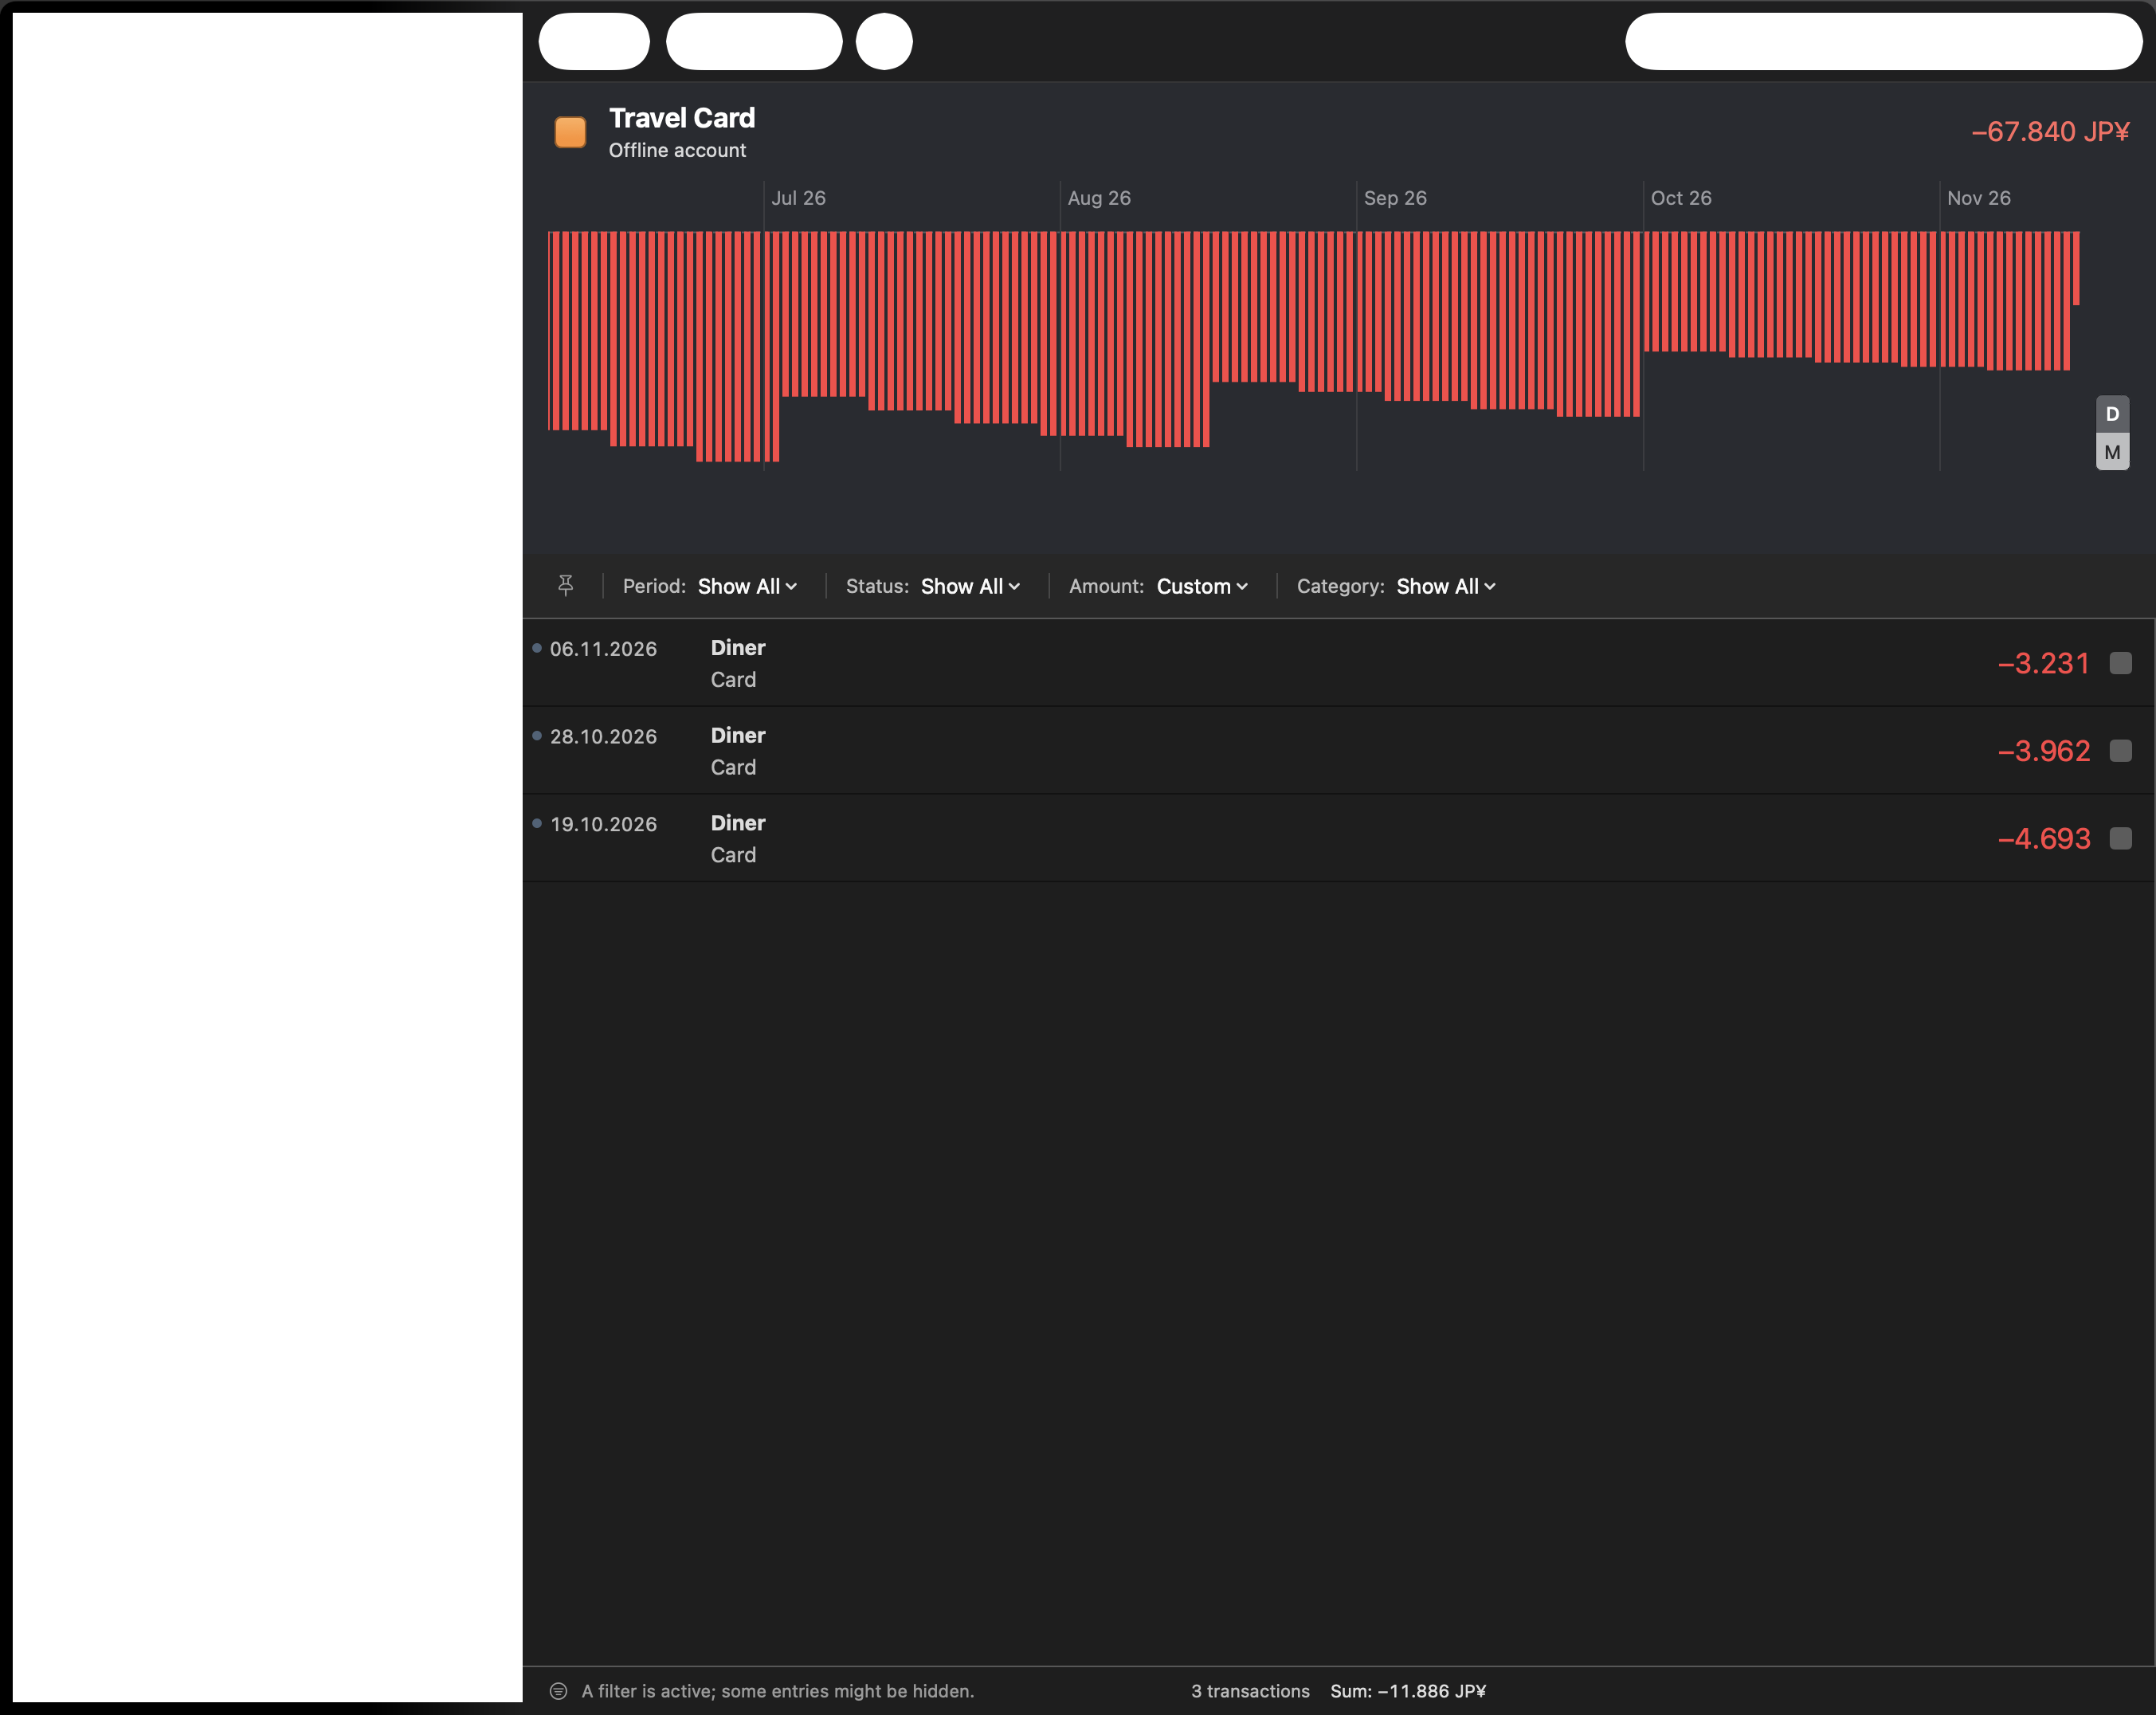 Travel Card
Offline account
–67.840 JP¥
Jul 26
Aug 26
Sep 26
Oct 26
Nov 26
D
M
Period: Show All
Status: Show All
Amount: Custom
Category: Show All
06.11.2026
Diner
Card
–3.231
28.10.2026
Diner
Card
–3.962
19.10.2026
Diner
Card
–4.693
A filter is active; some entries might be hidden.
3 transactions
Sum: –11.886 JP¥